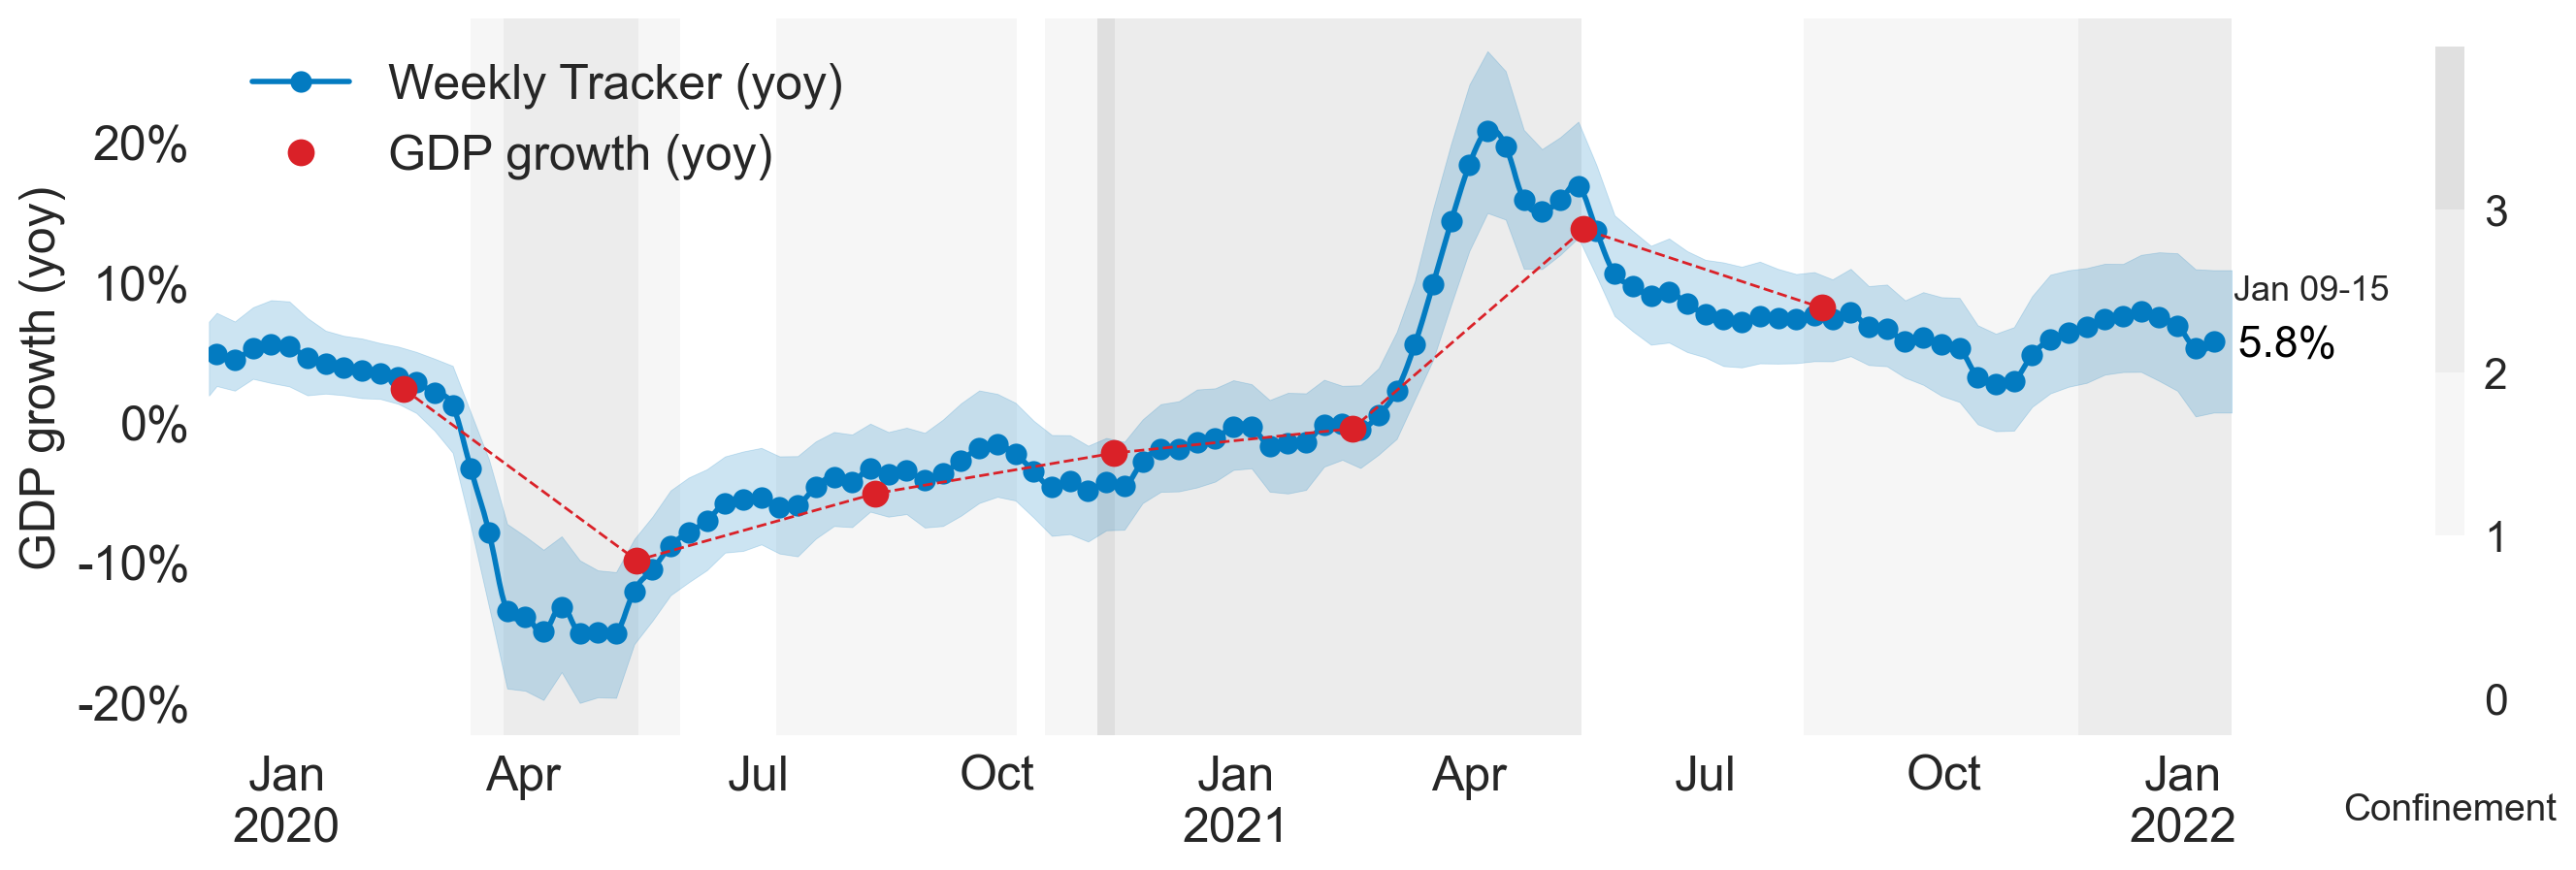 Weekly Tracker (yoy)
GDP growth (yoy)
GDP growth (yoy)
20%
10%
0%
-10%
-20%
Jan Apr Jul Oct Jan Apr Jul Oct Jan
2020 2021 2022
Jan 09-15
5.8%
3
2
1
0
Confinement